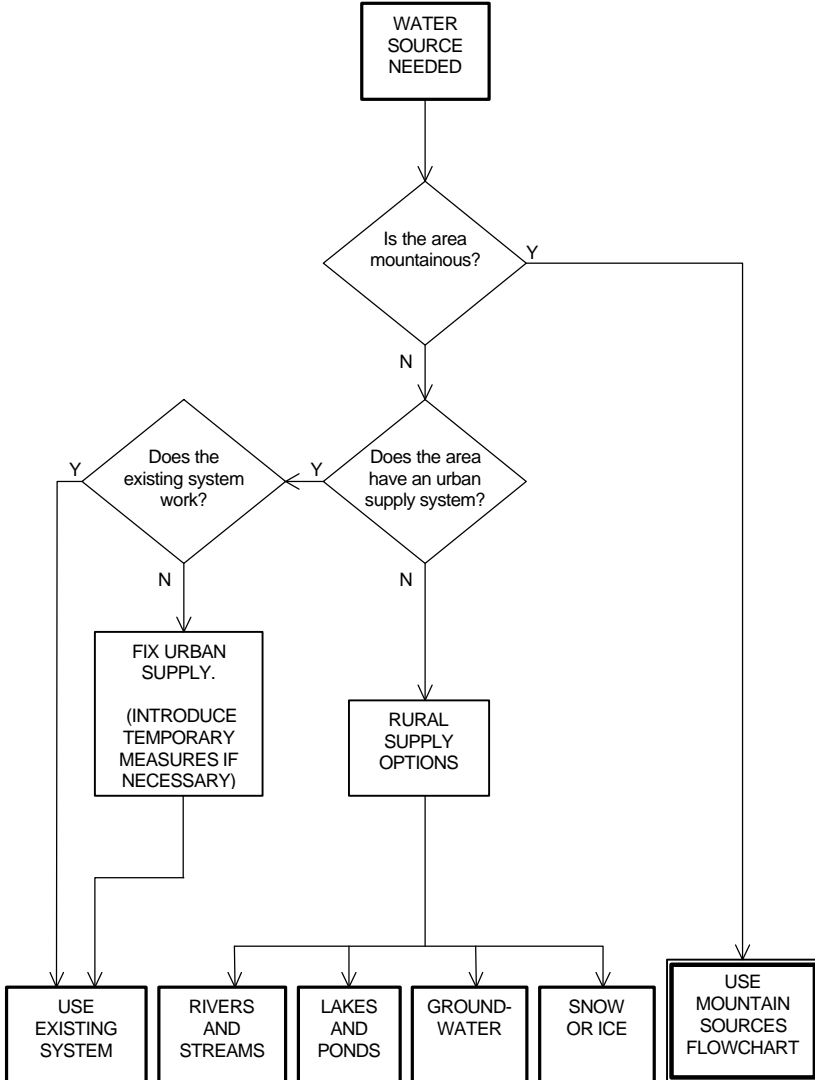 WATER
SOURCE
NEEDED
Is the area
mountainous?
Y
N
Does the
existing system
work?
Y
Y
Does the area
have an urban
supply system?
N
N
FIX URBAN
SUPPLY.
(INTRODUCE
TEMPORARY
MEASURES IF
NECESSARY)
RURAL
SUPPLY
OPTIONS
USE
EXISTING
SYSTEM
RIVERS
AND
STREAMS
LAKES
AND
PONDS
GROUND-
WATER
SNOW
OR ICE
USE
MOUNTAIN
SOURCES
FLOWCHART